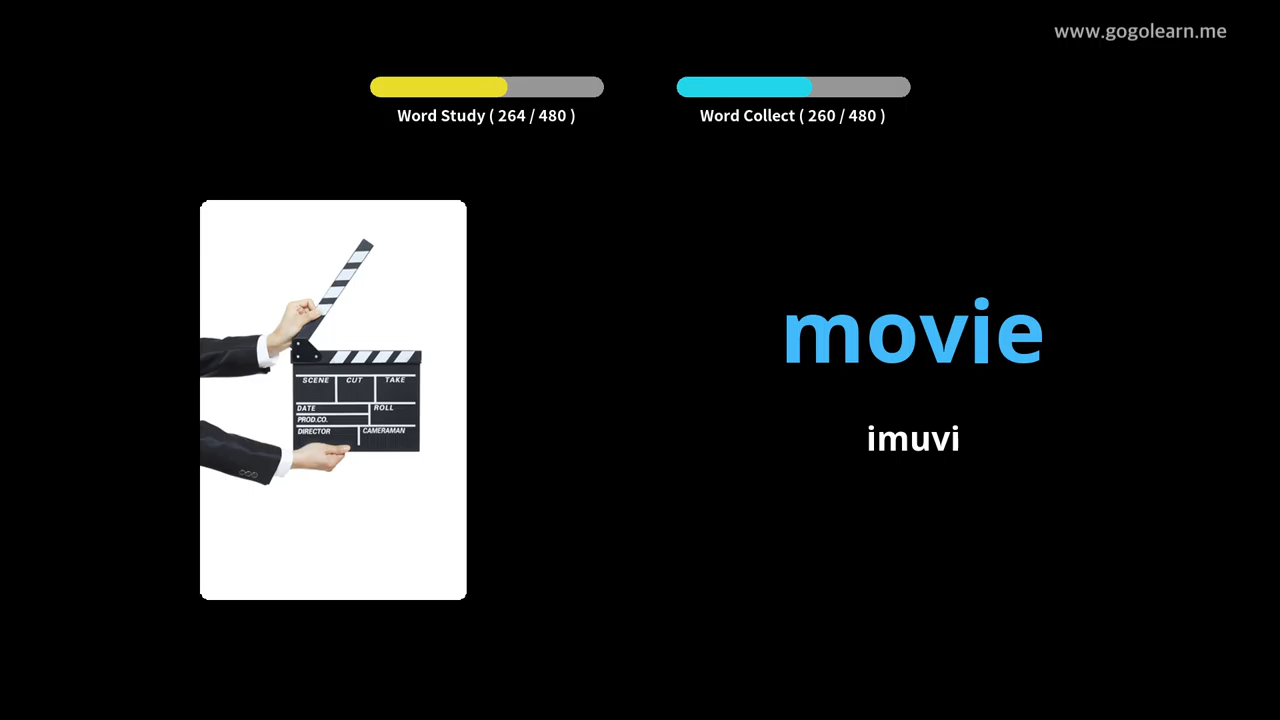 www.gogolearn.me
Word Study ( 264 / 480 )
Word Collect ( 260 / 480 )
movie
imuvi
SCENE CUT TAKE
DATE ROLL
PROD.CO.
DIRECTOR CAMERAMAN